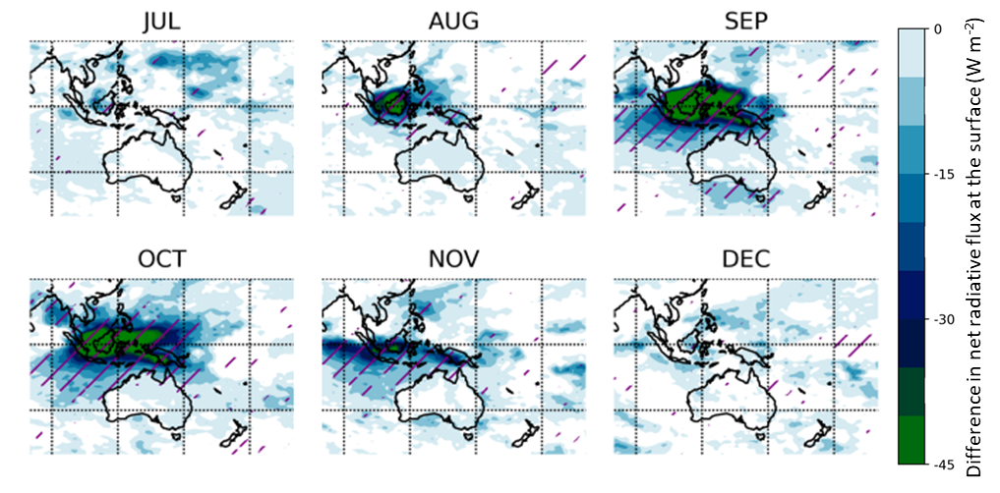 JUL AUG SEP
OCT NOV DEC
0
-15
-30
-45
Difference in net radiative flux at the surface (W m⁻²)